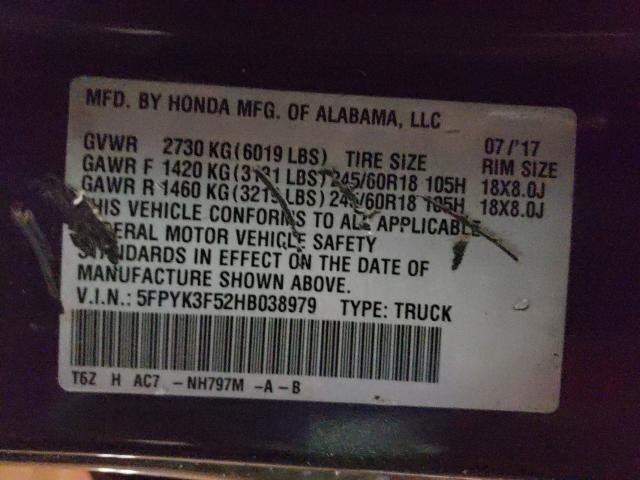 MFD. BY HONDA MFG. OF ALABAMA, LLC
GVWR 2730 KG(6019 LBS) TIRE SIZE 07/'17 RIM SIZE
GAWR F 1420 KG(3131 LBS) 245/60R18 105H 18X8.0J
GAWR R 1460 KG(3219 LBS) 245/60R18 105H 18X8.0J
THIS VEHICLE CONFORMS TO ALL APPLICABLE
FEDERAL MOTOR VEHICLE SAFETY
STANDARDS IN EFFECT ON THE DATE OF
MANUFACTURE SHOWN ABOVE.
V.I.N.: 5FPYK3F52HB038979 TYPE: TRUCK
T6Z H AC7 -NH797M -A-B